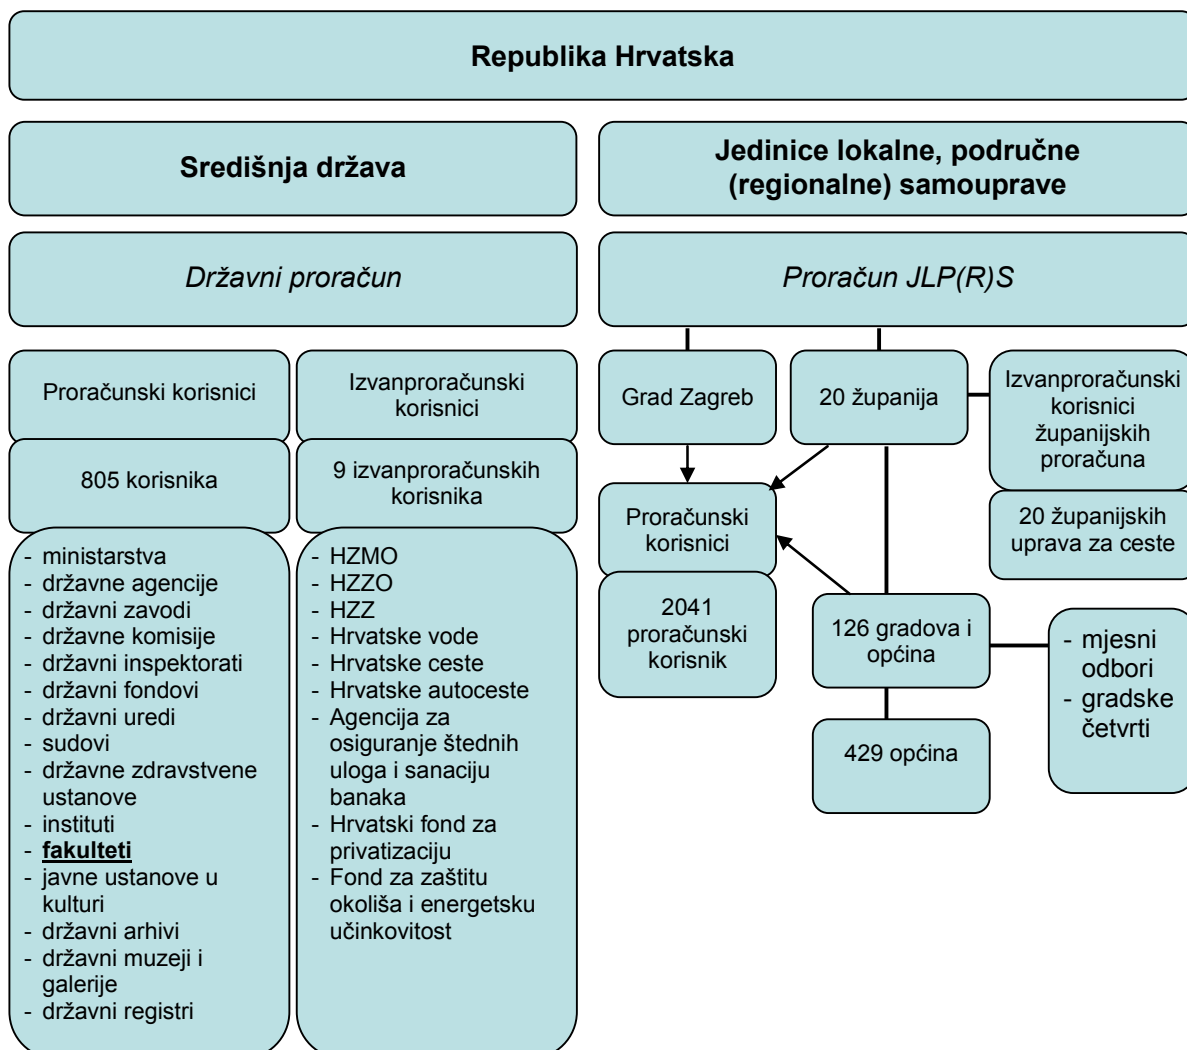 Republika Hrvatska
Središnja država
Jedinice lokalne, područne
(regionalne) samouprave
Državni proračun
Proračun JLP(R)S
Proračunski korisnici
Izvanproračunski
korisnici
805 korisnika
9 izvanproračunskih
korisnika
- ministarstva
- državne agencije
- državni zavodi
- državne komisije
- državni inspektorati
- državni fondovi
- državni uredi
- sudovi
- državne zdravstvene
ustanove
- instituti
- fakulteti
- javne ustanove u
kulturi
- državni arhivi
- državni muzeji i
galerije
- državni registri
- HZMO
- HZZO
- HZZ
- Hrvatske vode
- Hrvatske ceste
- Hrvatske autoceste
- Agencija za
osiguranje štednih
uloga i sanaciju
banaka
- Hrvatski fond za
privatizaciju
- Fond za zaštitu
okoliša i energetsku
učinkovitost
Grad Zagreb
20 županija
Izvanproračunski
korisnici
županijskih
proračuna
20 županijskih
uprava za ceste
Proračunski
korisnici
2041
proračunski
korisnik
126 gradova i
općina
- mjesni
odbori
- gradske
četvrti
429 općina